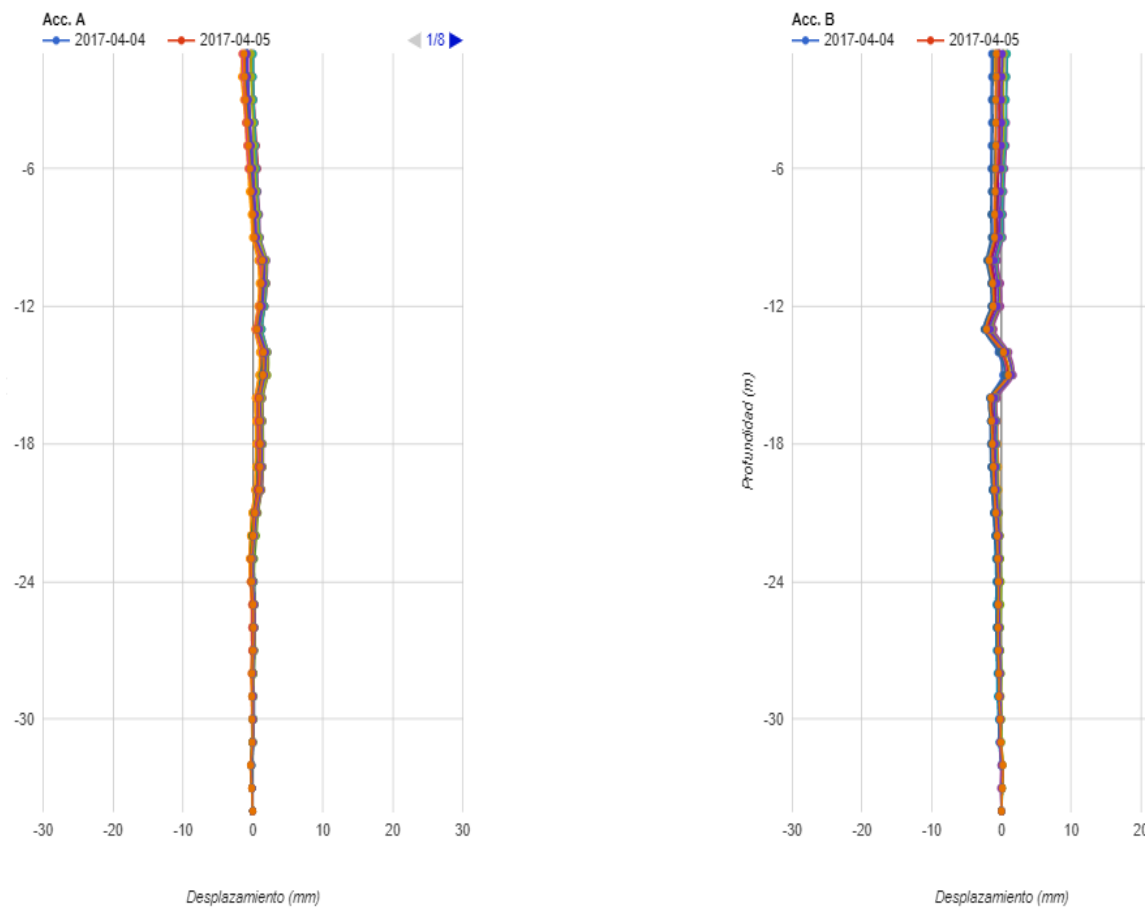 Acc. A
2017-04-04 2017-04-05 1/8
-6
-12
-18
-24
-30
-30 -20 -10 0 10 20 30
Desplazamiento (mm)
Acc. B
2017-04-04 2017-04-05
Profundidad (m)
-6
-12
-18
-24
-30
-30 -20 -10 0 10 20
Desplazamiento (mm)